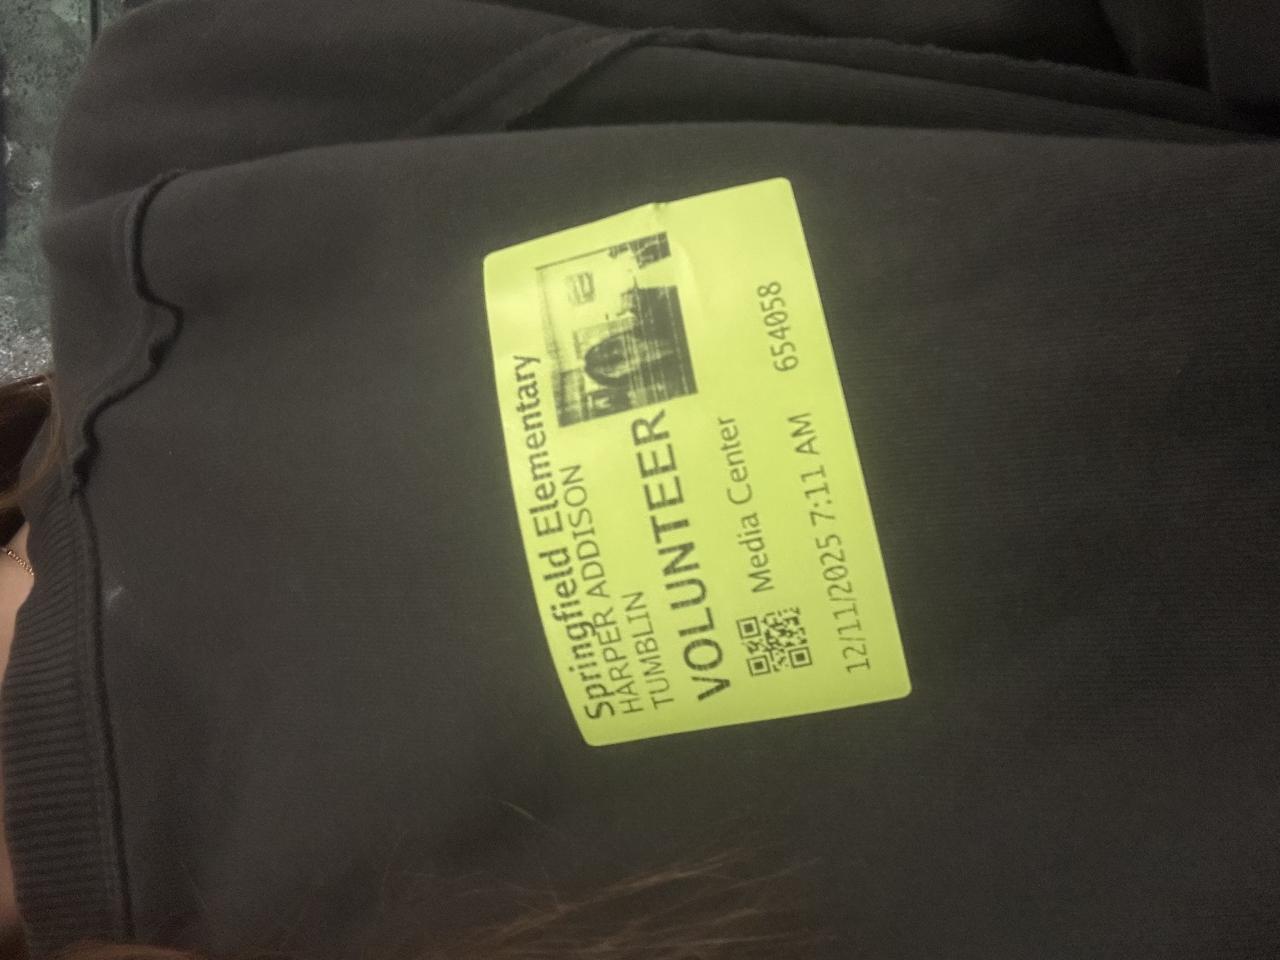 Springfield Elementary
HARPER ADDISON
TUMBLIN
VOLUNTEER
Media Center
12/11/2025 7:11 AM 654058